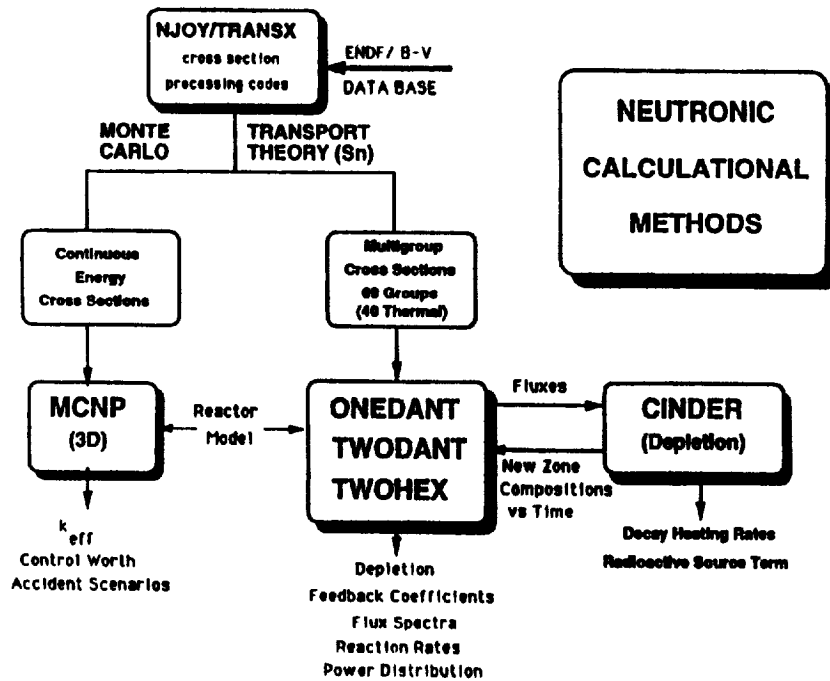 NJOY/TRANSX
cross section
processing codes
ENDF/ B-V
DATA BASE
NEUTRONIC
CALCULATIONAL
METHODS
MONTE
CARLO
TRANSPORT
THEORY (Sn)
Continuous
Energy
Cross Sections
Multigroup
Cross Sections
69 Groups
(40 Thermal)
MCNP
(3D)
Reactor
Model
ONEDANT
TWODANT
TWOHEX
Fluxes
New Zone
Compositions
vs Time
CINDER
(Depletion)
k
eff
Control Worth
Accident Scenarios
Depletion
Feedback Coefficients
Flux Spectra
Reaction Rates
Power Distribution
Decay Heating Rates
Radioactive Source Term